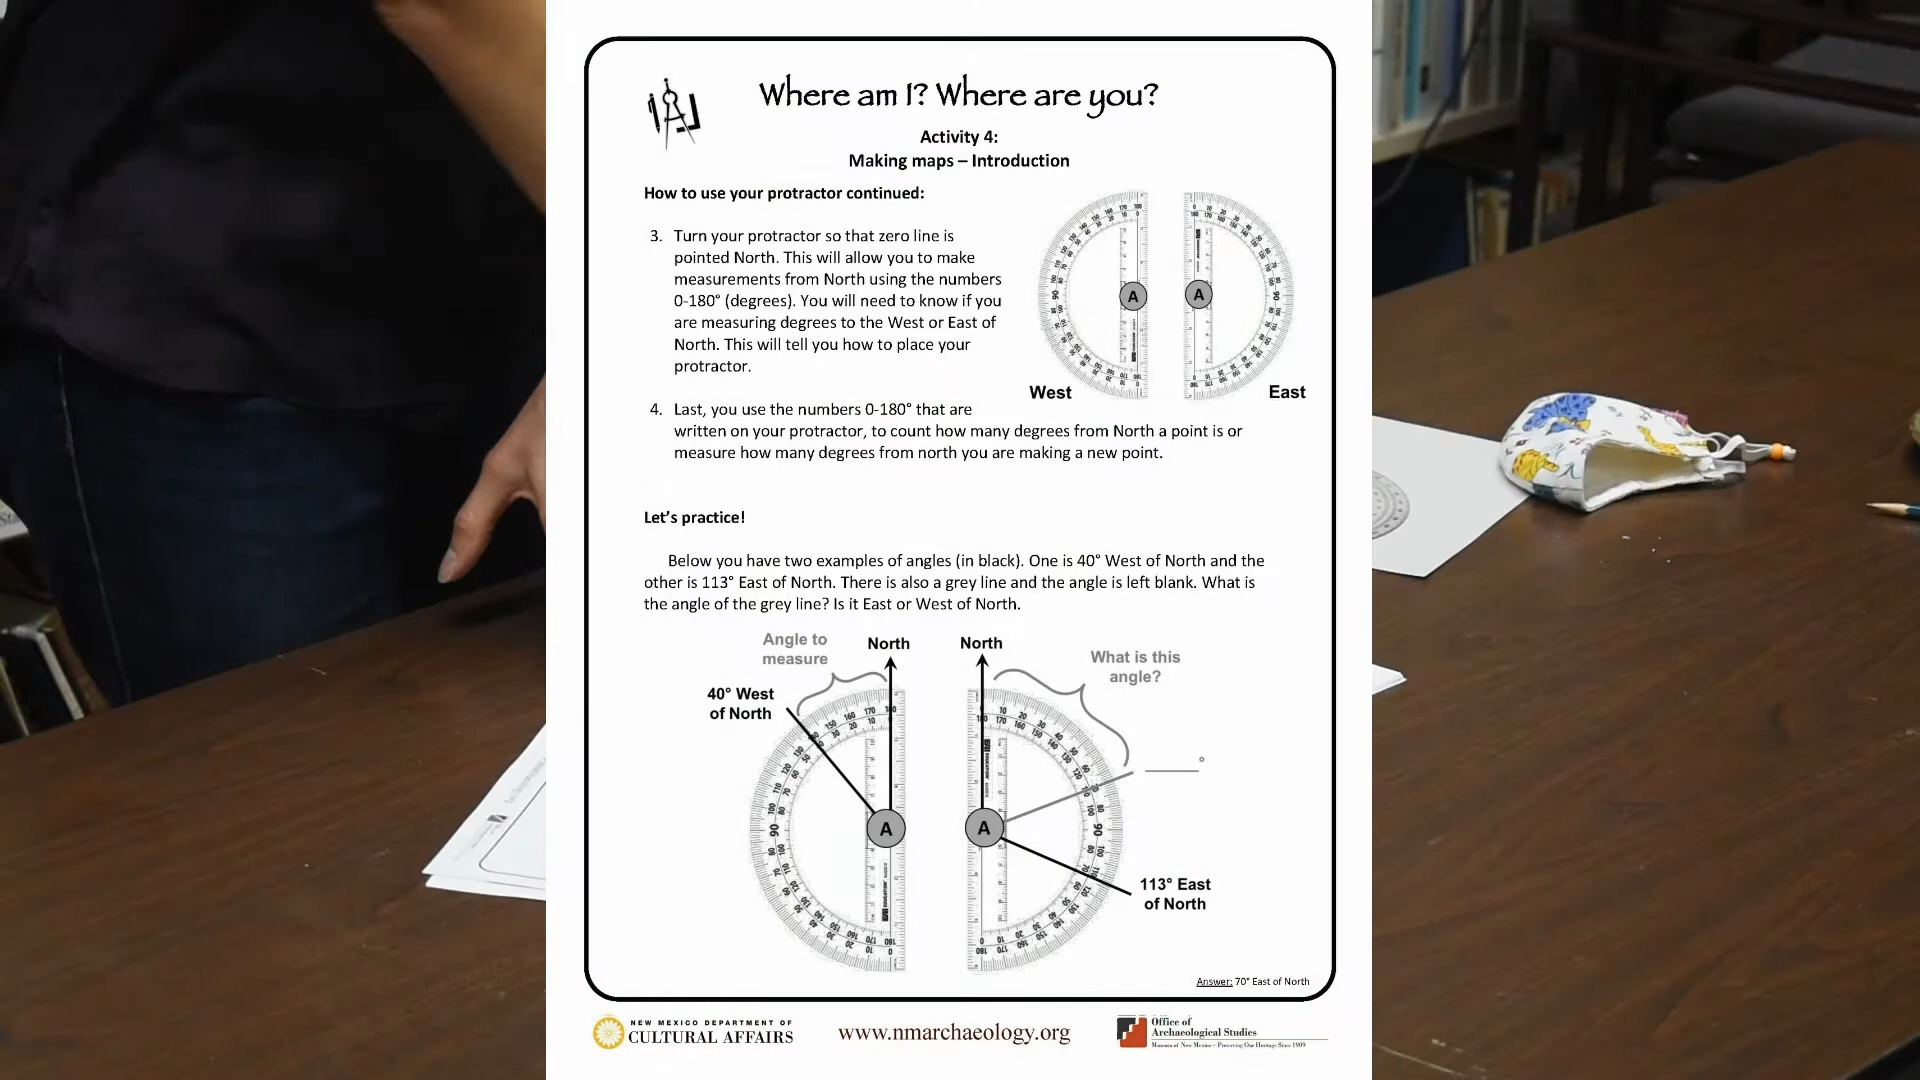 Where am I? Where are you?
Activity 4:
Making maps – Introduction
How to use your protractor continued:
3. Turn your protractor so that zero line is
pointed North. This will allow you to make
measurements from North using the numbers
0-180° (degrees). You will need to know if you
are measuring degrees to the West or East of
North. This will tell you how to place your
protractor.
A
A
West
East
4. Last, you use the numbers 0-180° that are
written on your protractor, to count how many degrees from North a point is or
measure how many degrees from north you are making a new point.
Let's practice!
Below you have two examples of angles (in black). One is 40° West of North and the
other is 113° East of North. There is also a grey line and the angle is left blank. What is
the angle of the grey line? Is it East or West of North.
Angle to
measure
North
North
What is this
angle?
40° West
of North
______°
A
A
113° East
of North
Answer: 70° East of North
NEW MEXICO DEPARTMENT OF
CULTURAL AFFAIRS
www.nmarchaeology.org
Office of
Archaeological Studies
Museum of New Mexico – Preserving Our Heritage Since 1909